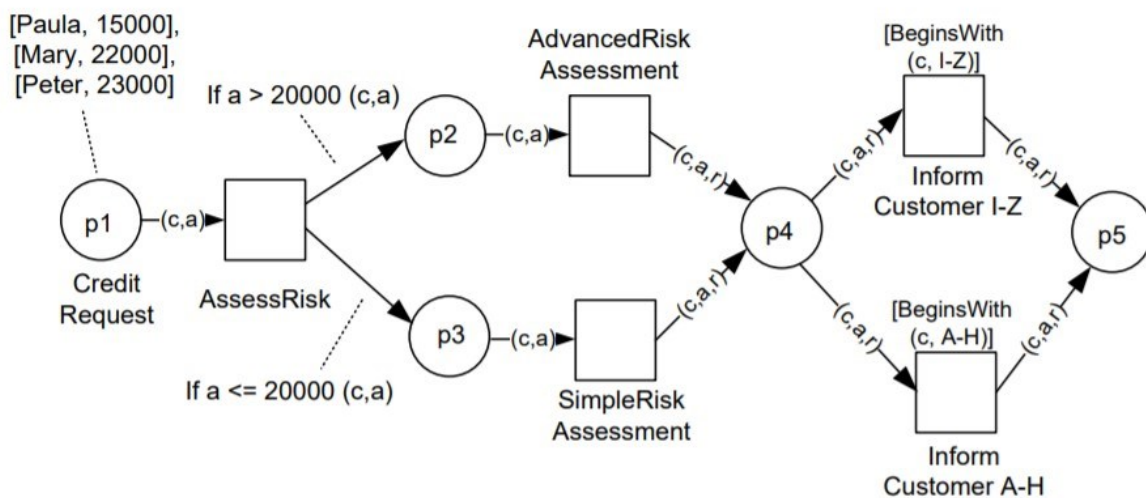 [Paula, 15000],
[Mary, 22000],
[Peter, 23000]
If a > 20000 (c,a)
p1
(c,a)
Credit
Request
AssessRisk
If a <= 20000 (c,a)
p2
(c,a)
AdvancedRisk
Assessment
(c,a,r)
p3
(c,a)
SimpleRisk
Assessment
(c,a,r)
p4
(c,a,r)
[BeginsWith
(c, I-Z)]
Inform
Customer I-Z
(c,a,r)
(c,a,r)
[BeginsWith
(c, A-H)]
Inform
Customer A-H
(c,a,r)
p5